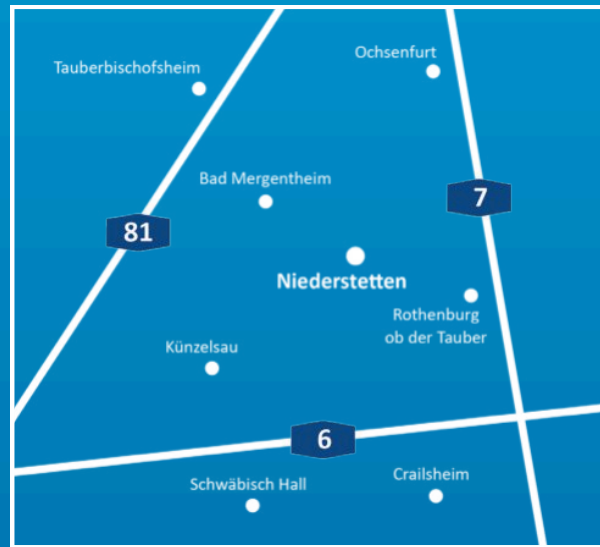 Ochsenfurt
Tauberbischofsheim
Bad Mergentheim
7
81
Niederstetten
Rothenburg
ob der Tauber
Künzelsau
6
Crailsheim
Schwäbisch Hall